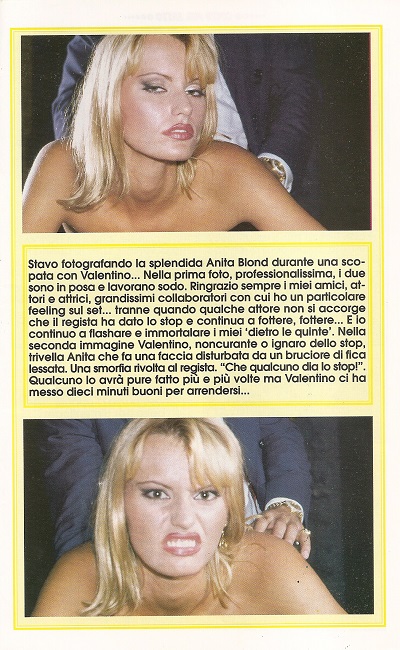 Stavo fotografando la splendida Anita Blond durante una sco-
pata con Valentino... Nella prima foto, professionalissima, i due
sono in posa e lavorano sodo. Ringrazio sempre i miei amici, at-
tori e attrici, grandissimi collaboratori con cui ho un particolare
feeling sul set... tranne quando qualche attore non si accorge
che il regista ha dato lo stop e continua a fottere, fottere... E io
continuo a flashare e immortalare i miei 'dietro le quinte'. Nella
seconda immagine Valentino, noncurante o ignaro dello stop,
trivella Anita che fa una faccia disturbata da un bruciore di fica
lessata. Una smorfia rivolta al regista. "Che qualcuno dia lo stop!".
Qualcuno lo avrà pure fatto più e più volte ma Valentino ci ha
messo dieci minuti buoni per arrendersi...